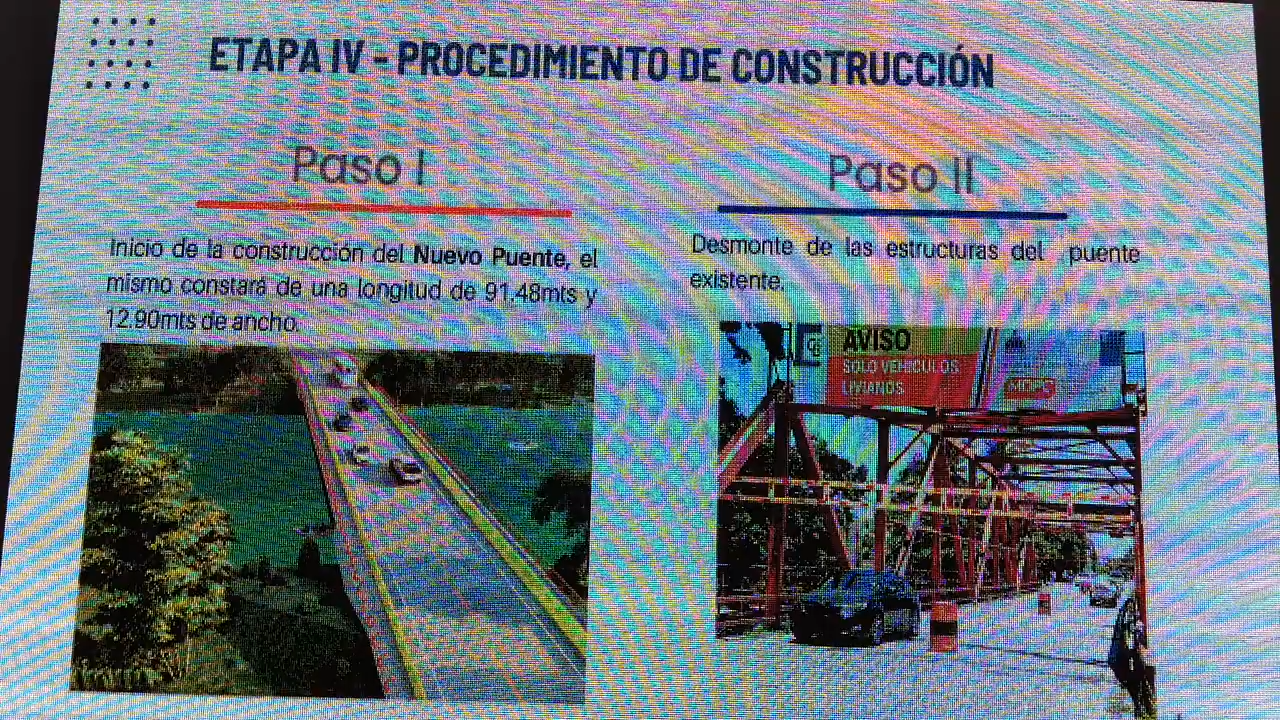 ETAPA IV - PROCEDIMIENTO DE CONSTRUCCIÓN
Paso I
Inicio de la construcción del Nuevo Puente, el
mismo constará de una longitud de 91.48mts y
12.90mts de ancho.
Paso II
Desmonte de las estructuras del puente
existente.
AVISO
SOLO VEHICULOS
LIVIANOS